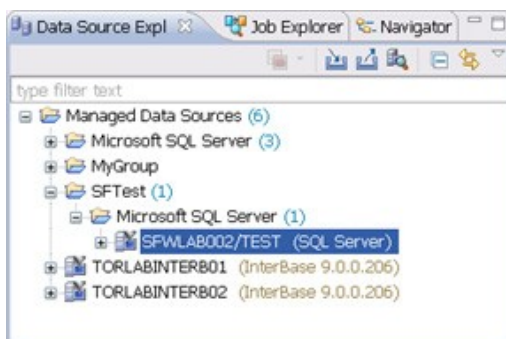 Data Source Expl Job Explorer Navigator
type filter text
Managed Data Sources (6)
Microsoft SQL Server (3)
MyGroup
SFTest (1)
Microsoft SQL Server (1)
SFWLAB002/TEST (SQL Server)
TORLABINTERB01 (InterBase 9.0.0.206)
TORLABINTERB02 (InterBase 9.0.0.206)